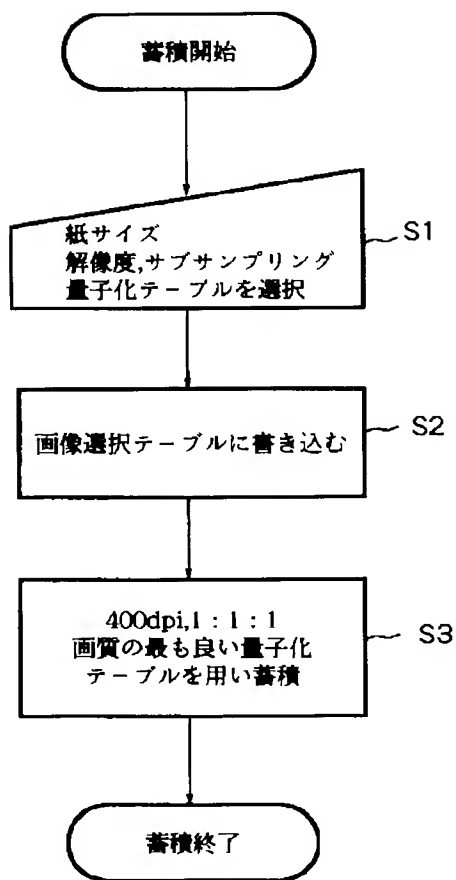 蓄積開始
紙サイズ
解像度,サブサンプリング
量子化テーブルを選択
S1
画像選択テーブルに書き込む
S2
400dpi,1:1:1
画質の最も良い量子化
テーブルを用い蓄積
S3
蓄積終了